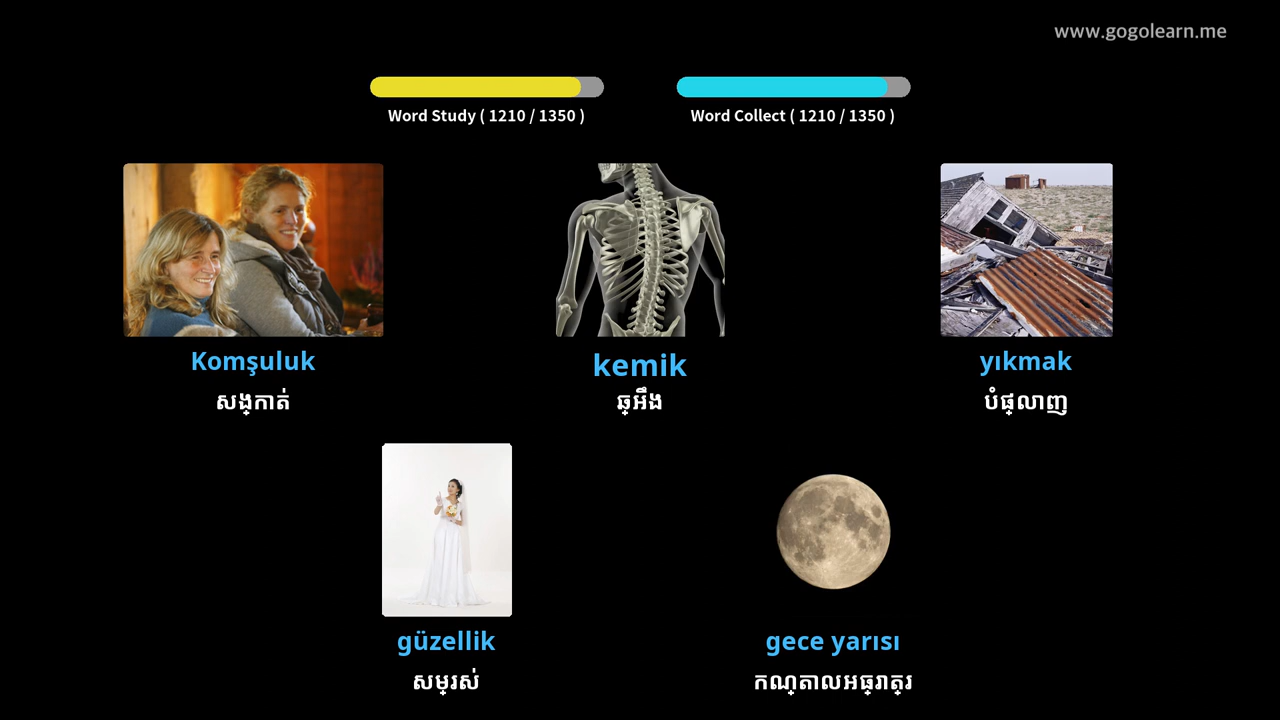 www.gogolearn.me
Word Study ( 1210 / 1350 )
Word Collect ( 1210 / 1350 )
Komşuluk
សង្កាត់
kemik
ឆ្អឹង
yıkmak
បំផ្លាញ
güzellik
សម្រស់
gece yarısı
កណ្តាលអធ្រាត្រ